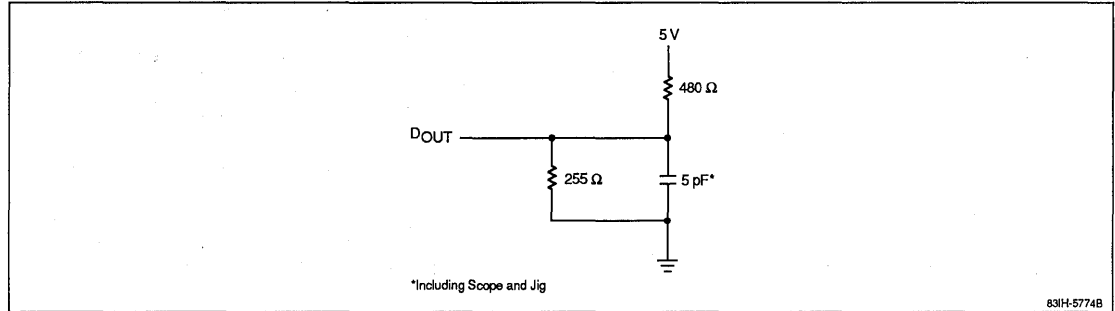 5 V
480 Ω
DOUT
255 Ω
5 pF*
*Including Scope and Jig
83IH-5774B